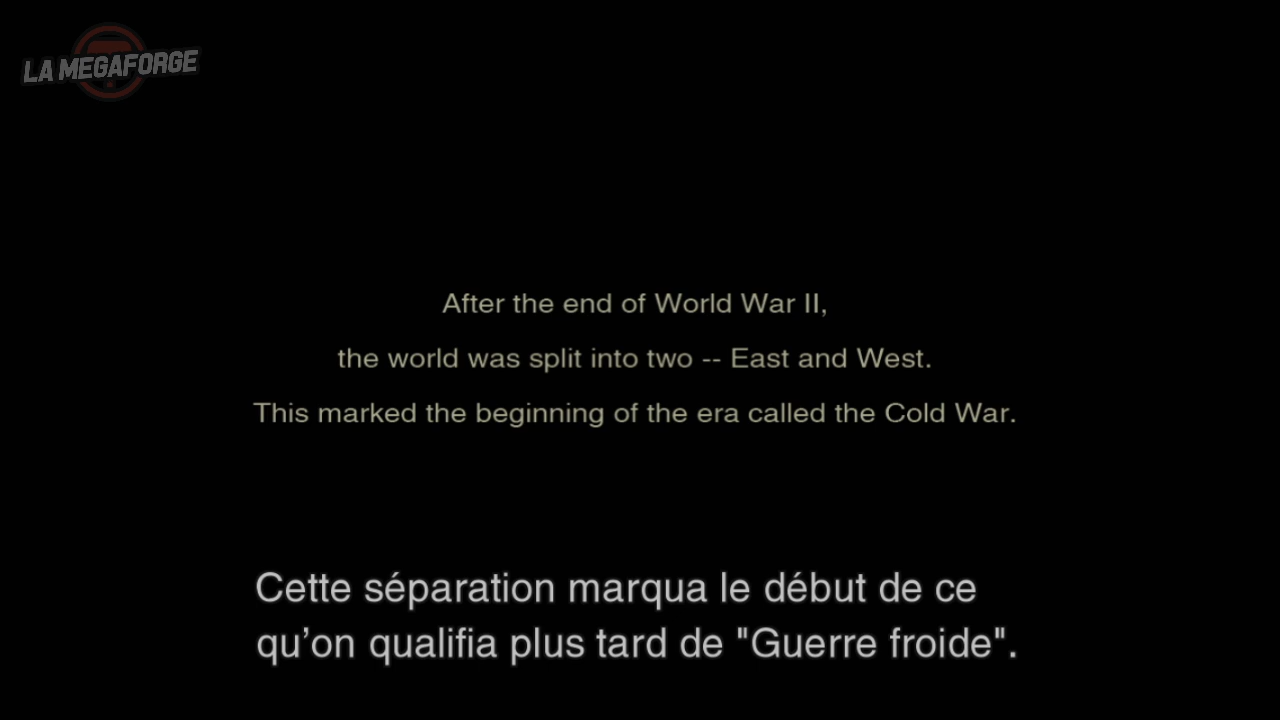 LA MEGAFORGE
After the end of World War II,
the world was split into two -- East and West.
This marked the beginning of the era called the Cold War.
Cette séparation marqua le début de ce
qu’on qualifia plus tard de "Guerre froide".